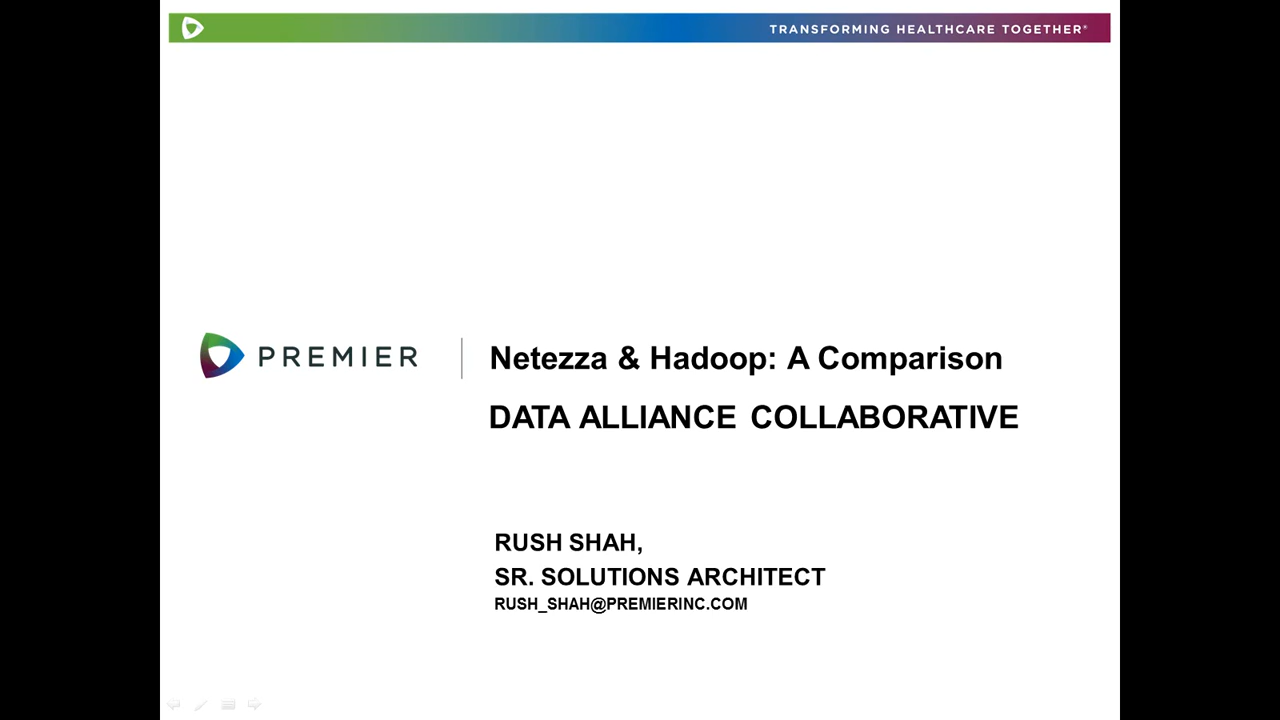 TRANSFORMING HEALTHCARE TOGETHER®
PREMIER
Netezza & Hadoop: A Comparison
DATA ALLIANCE COLLABORATIVE
RUSH SHAH,
SR. SOLUTIONS ARCHITECT
RUSH_SHAH@PREMIERINC.COM